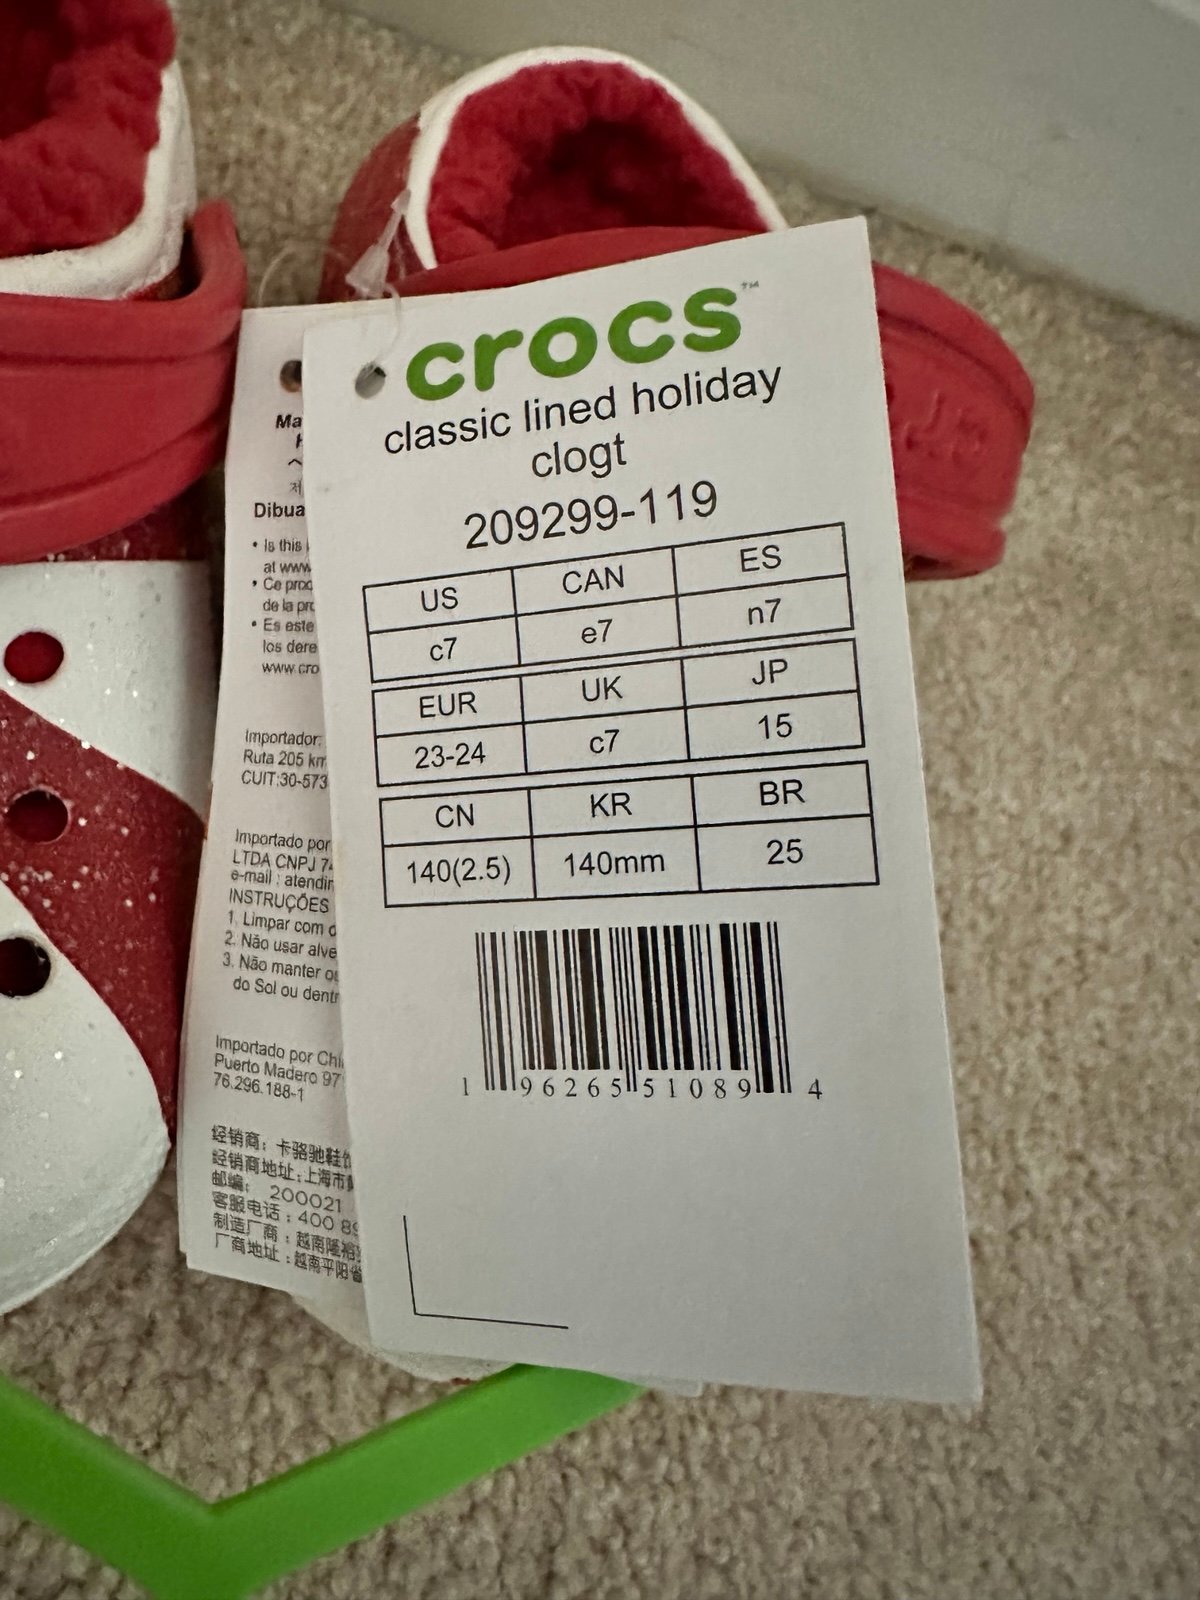 crocs™
classic lined holiday
clogt
209299-119
US CAN ES
c7 e7 n7
EUR UK JP
23-24 c7 15
CN KR BR
140(2.5) 140mm 25
1 96265 51089 4
Dibua
• Is this
at www
• Ce proc
de la pro
• Es este
los dere
www.cro
Importador:
Ruta 205 km
CUIT:30-573
Importado por
LTDA CNPJ 74
e-mail : atendin
INSTRUÇÕES
1. Limpar com d
2. Não usar alve
3. Não manter ou
do Sol ou dentr
Importado por Chi
Puerto Madero 97
76.296.188-1
经销商：卡骆驰鞋饰
经销商地址：上海市
邮编： 200021
客服电话：400 89
制造厂商：越南隆裕
厂商地址：越南平阳省